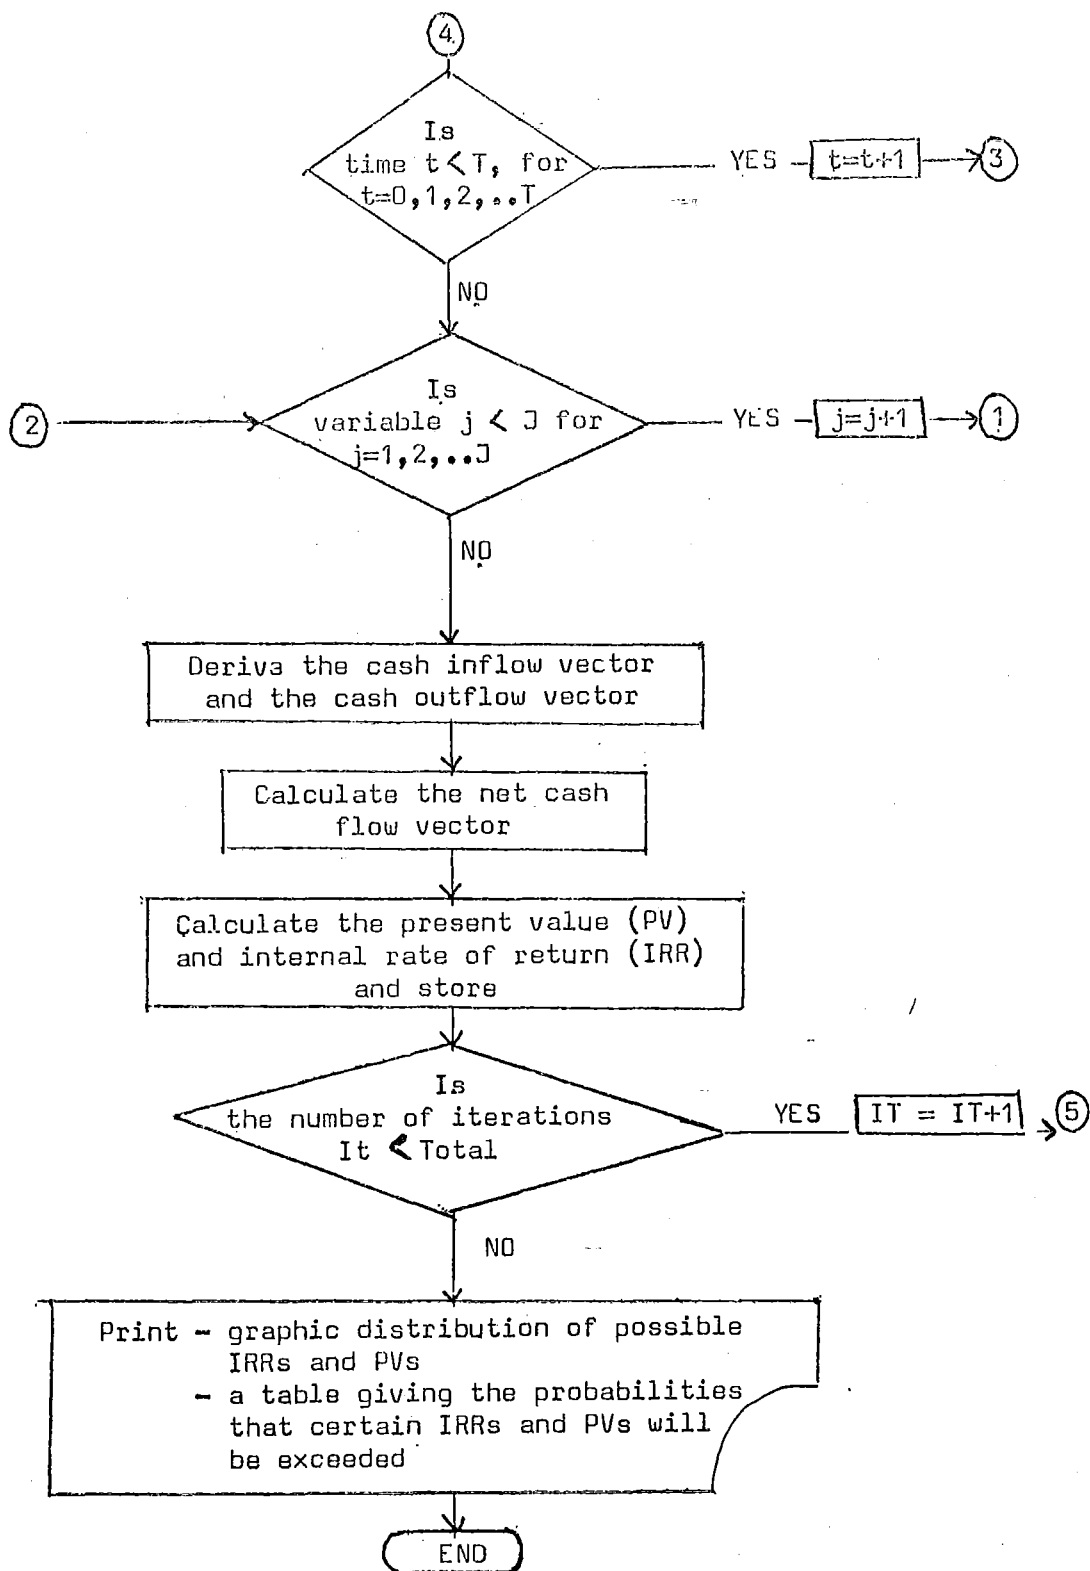 4
Is
time t < T, for
t=0,1,2,..T
YES
t=t+1
3
NO
2
Is
variable j < J for
j=1,2,..J
YES
j=j+1
1
NO
Deriva the cash inflow vector
and the cash outflow vector
Calculate the net cash
flow vector
Calculate the present value (PV)
and internal rate of return (IRR)
and store
Is
the number of iterations
It < Total
YES
IT = IT+1
5
NO
Print - graphic distribution of possible
IRRs and PVs
- a table giving the probabilities
that certain IRRs and PVs will
be exceeded
END